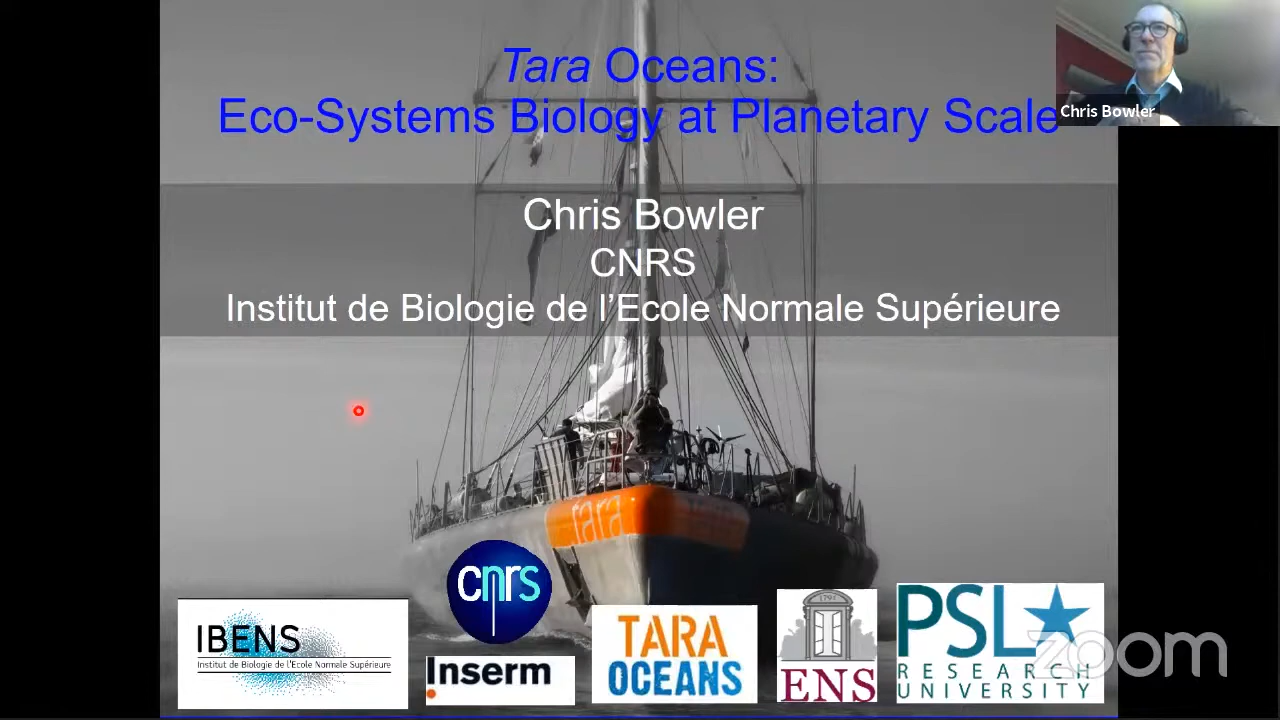 Tara Oceans:
Eco-Systems Biology at Planetary Scale
Chris Bowler
Chris Bowler
CNRS
Institut de Biologie de l’Ecole Normale Supérieure
tara
cnrs
IBENS
Institut de Biologie de l'Ecole Normale Supérieure
Inserm
TARA
OCEANS
ENS
PSL
RESEARCH
UNIVERSITY
zoom